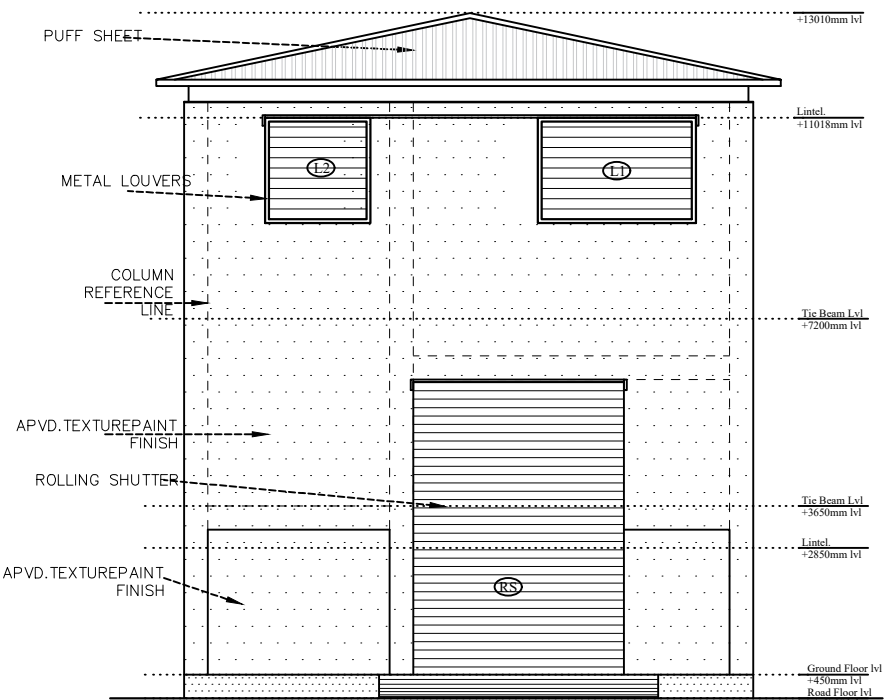 +13010mm lvl
PUFF SHEET
Lintel.
+11018mm lvl
L2
L1
METAL LOUVERS
COLUMN
REFERENCE
LINE
Tie Beam Lvl
+7200mm lvl
APVD.TEXTUREPAINT
FINISH
ROLLING SHUTTER
Tie Beam Lvl
+3650mm lvl
Lintel.
+2850mm lvl
APVD.TEXTUREPAINT
FINISH
RS
Ground Floor lvl
+450mm lvl
Road Floor lvl